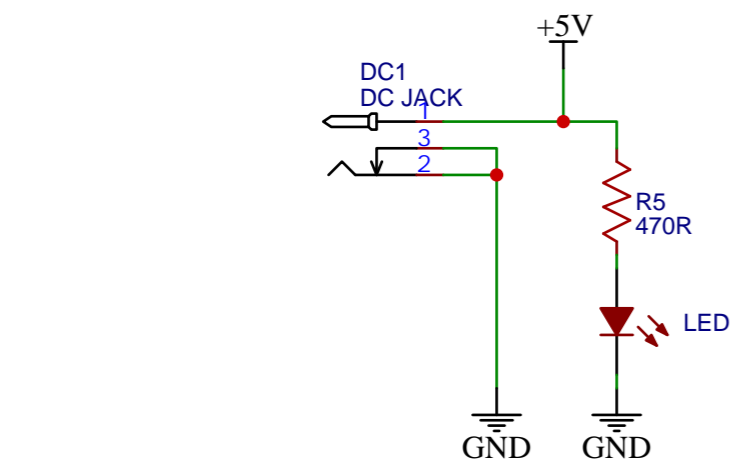 +5V
DC1
DC JACK
1
3
2
R5
470R
LED
GND
GND